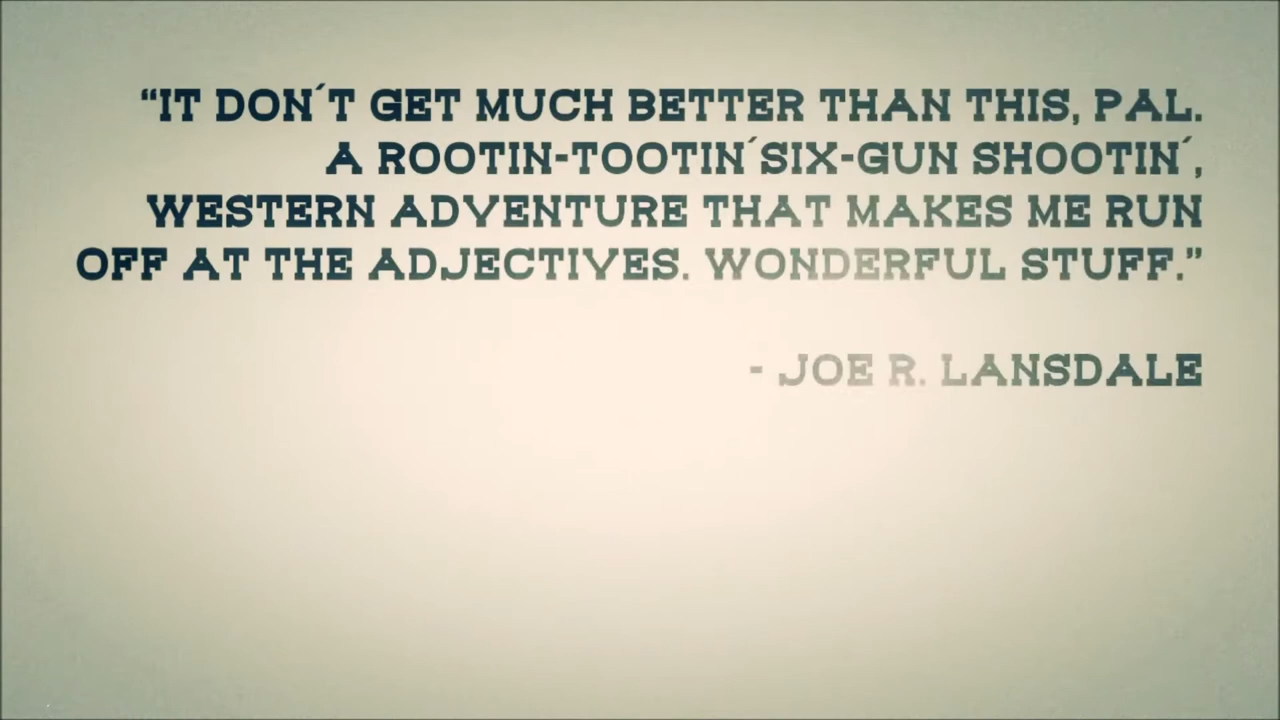 “IT DON´T GET MUCH BETTER THAN THIS, PAL.
A ROOTIN-TOOTIN´SIX-GUN SHOOTIN´,
WESTERN ADVENTURE THAT MAKES ME RUN
OFF AT THE ADJECTIVES. WONDERFUL STUFF.”
- JOE R. LANSDALE